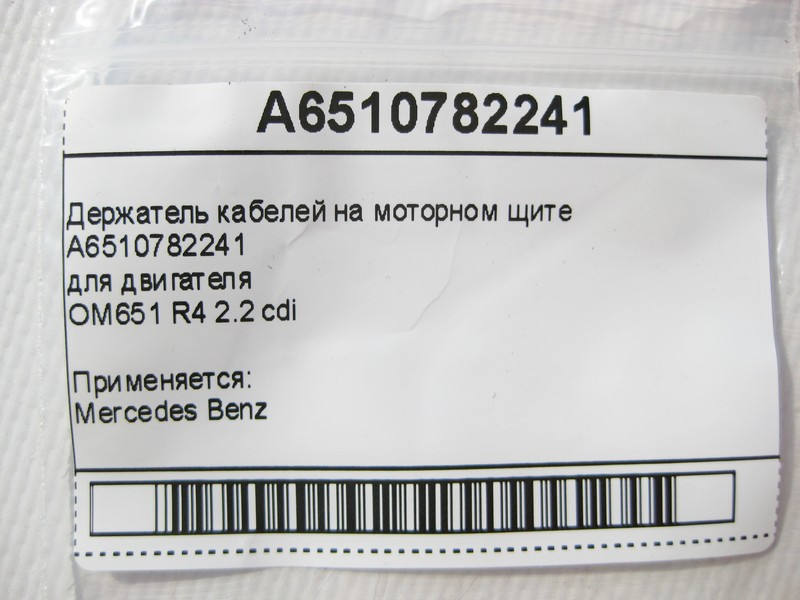 A6510782241
Держатель кабелей на моторном щите
A6510782241
для двигателя
OM651 R4 2.2 cdi
Применяется:
Mercedes Benz